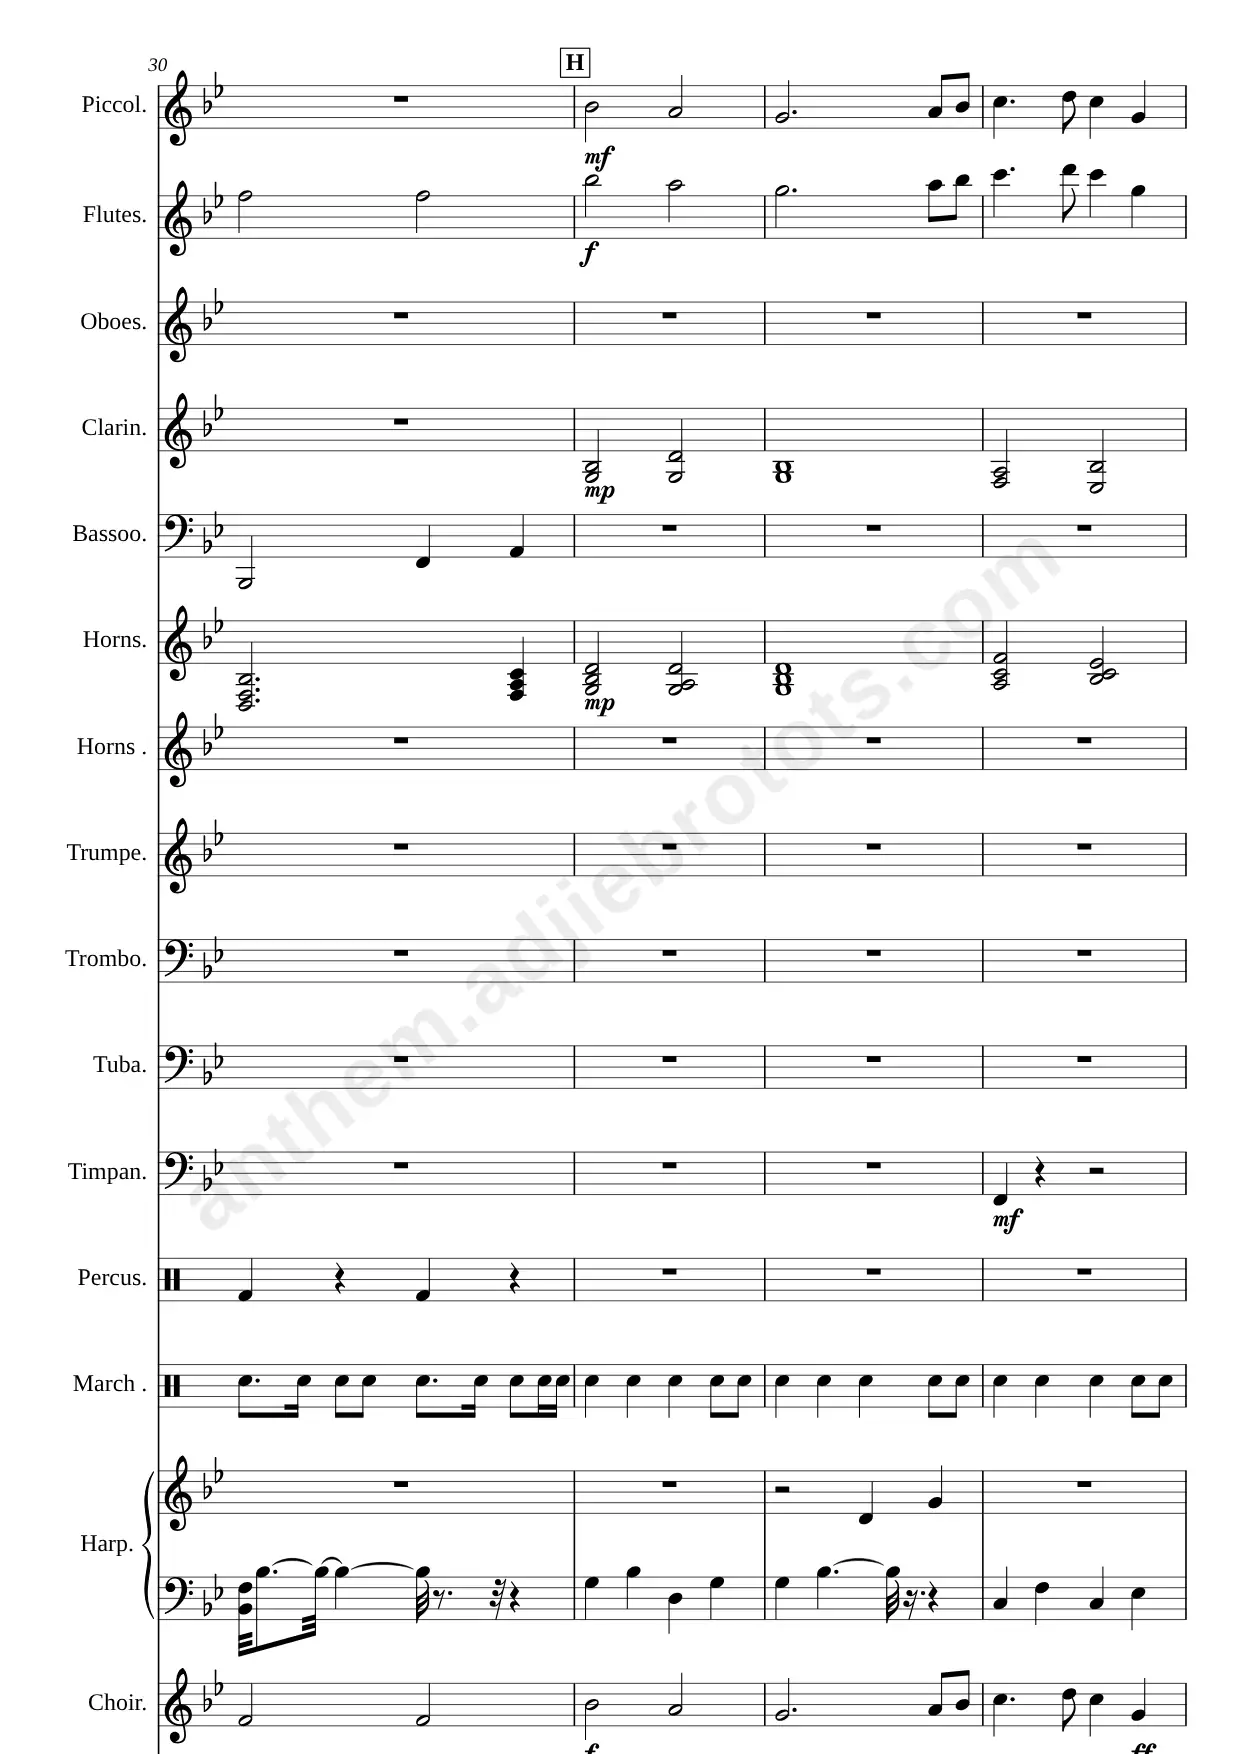 30
H
Piccol.
mf
Flutes.
f
Oboes.
Clarin.
mp
Bassoo.
Horns.
mp
Horns .
Trumpe.
Trombo.
Tuba.
Timpan.
mf
Percus.
March .
Harp.
Choir.
f
ff
anthem.adjiebrotots.com